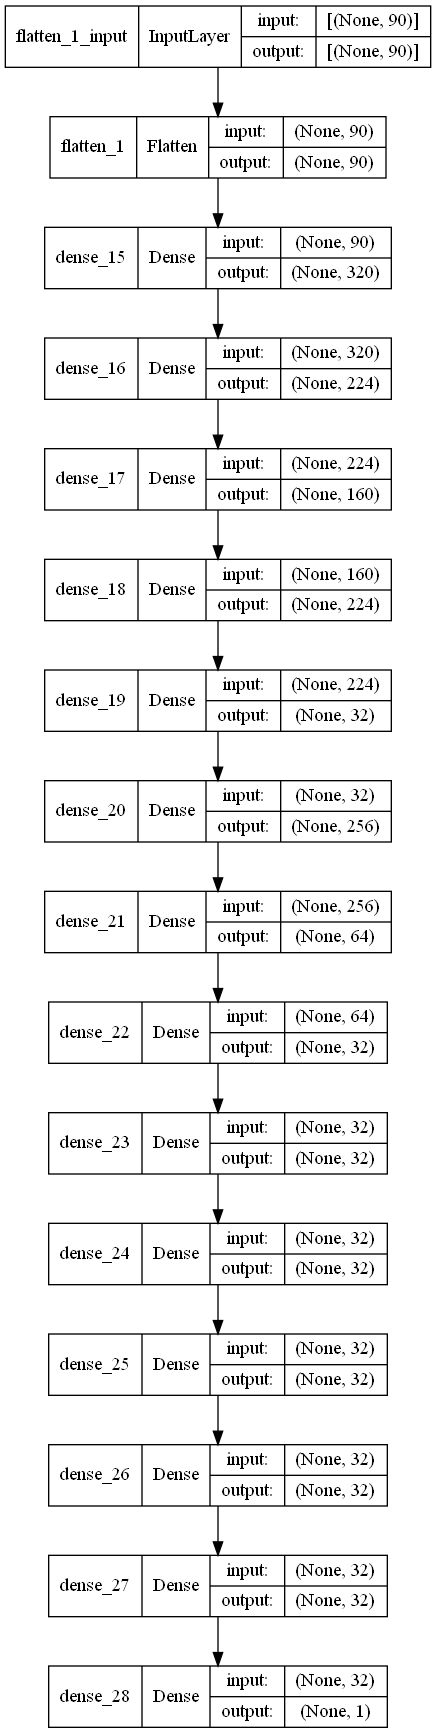 flatten_1_input InputLayer input: [(None, 90)]
output: [(None, 90)]
flatten_1 Flatten input: (None, 90)
output: (None, 90)
dense_15 Dense input: (None, 90)
output: (None, 320)
dense_16 Dense input: (None, 320)
output: (None, 224)
dense_17 Dense input: (None, 224)
output: (None, 160)
dense_18 Dense input: (None, 160)
output: (None, 224)
dense_19 Dense input: (None, 224)
output: (None, 32)
dense_20 Dense input: (None, 32)
output: (None, 256)
dense_21 Dense input: (None, 256)
output: (None, 64)
dense_22 Dense input: (None, 64)
output: (None, 32)
dense_23 Dense input: (None, 32)
output: (None, 32)
dense_24 Dense input: (None, 32)
output: (None, 32)
dense_25 Dense input: (None, 32)
output: (None, 32)
dense_26 Dense input: (None, 32)
output: (None, 32)
dense_27 Dense input: (None, 32)
output: (None, 32)
dense_28 Dense input: (None, 32)
output: (None, 1)